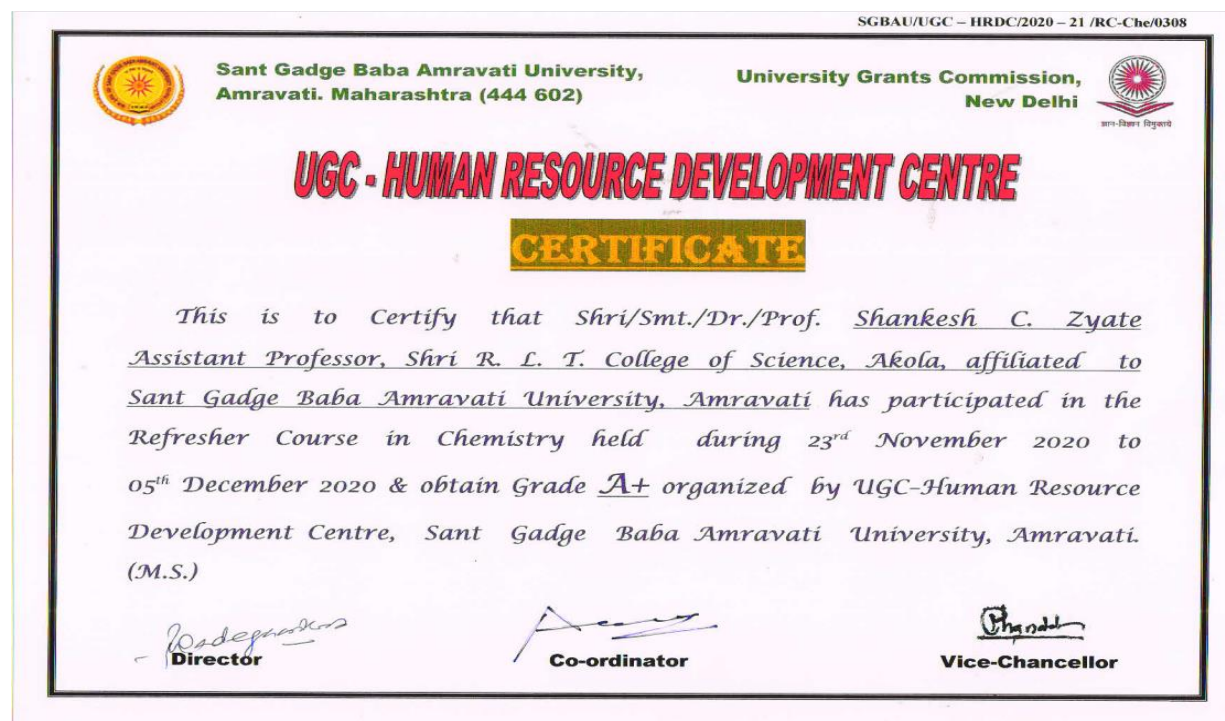 SGBAU/UGC – HRDC/2020 – 21 /RC-Che/0308
Sant Gadge Baba Amravati University,
Amravati. Maharashtra (444 602)
University Grants Commission,
New Delhi
ज्ञान-विज्ञान विमुक्तये
UGC - HUMAN RESOURCE DEVELOPMENT CENTRE
CERTIFICATE
This is to Certify that Shri/Smt./Dr./Prof. Shankesh C. Zyate
Assistant Professor, Shri R. L. T. College of Science, Akola, affiliated to
Sant Gadge Baba Amravati University, Amravati has participated in the
Refresher Course in Chemistry held during 23rd November 2020 to
05th December 2020 & obtain Grade A+ organized by UGC–Human Resource
Development Centre, Sant Gadge Baba Amravati University, Amravati.
(M.S.)
Director
Co-ordinator
Vice-Chancellor